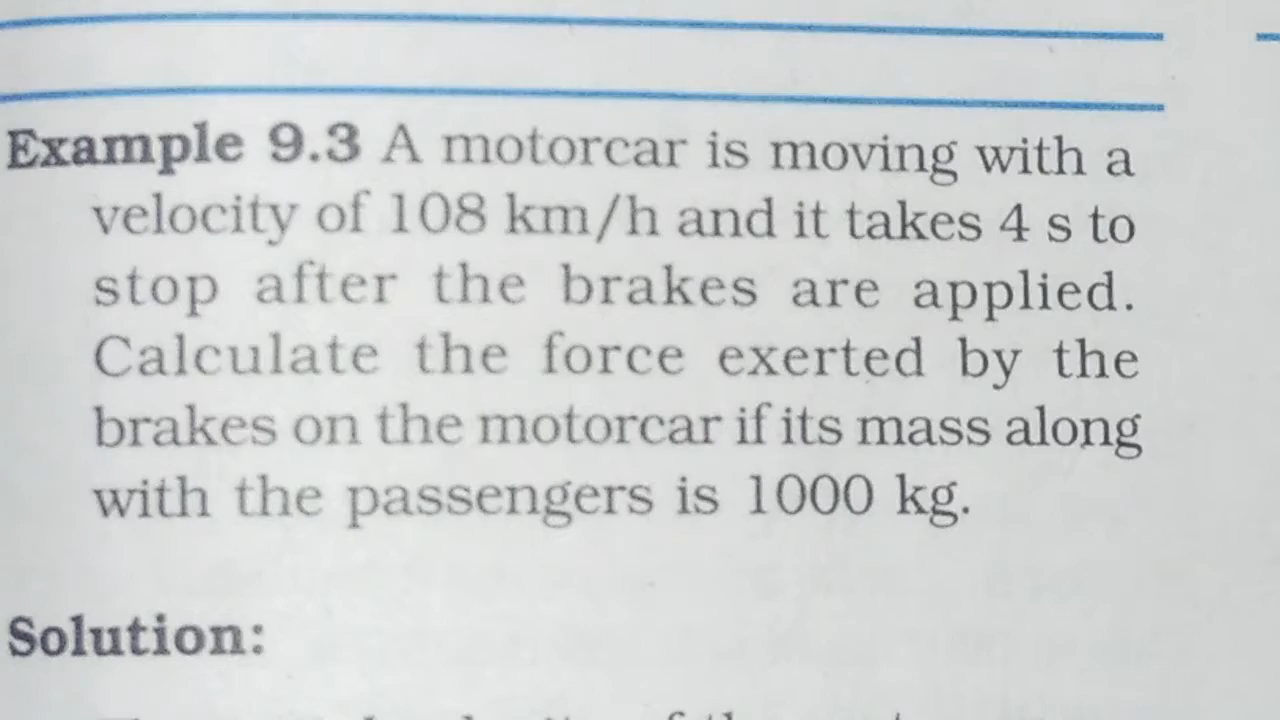 Example 9.3 A motorcar is moving with a
velocity of 108 km/h and it takes 4 s to
stop after the brakes are applied.
Calculate the force exerted by the
brakes on the motorcar if its mass along
with the passengers is 1000 kg.
Solution: